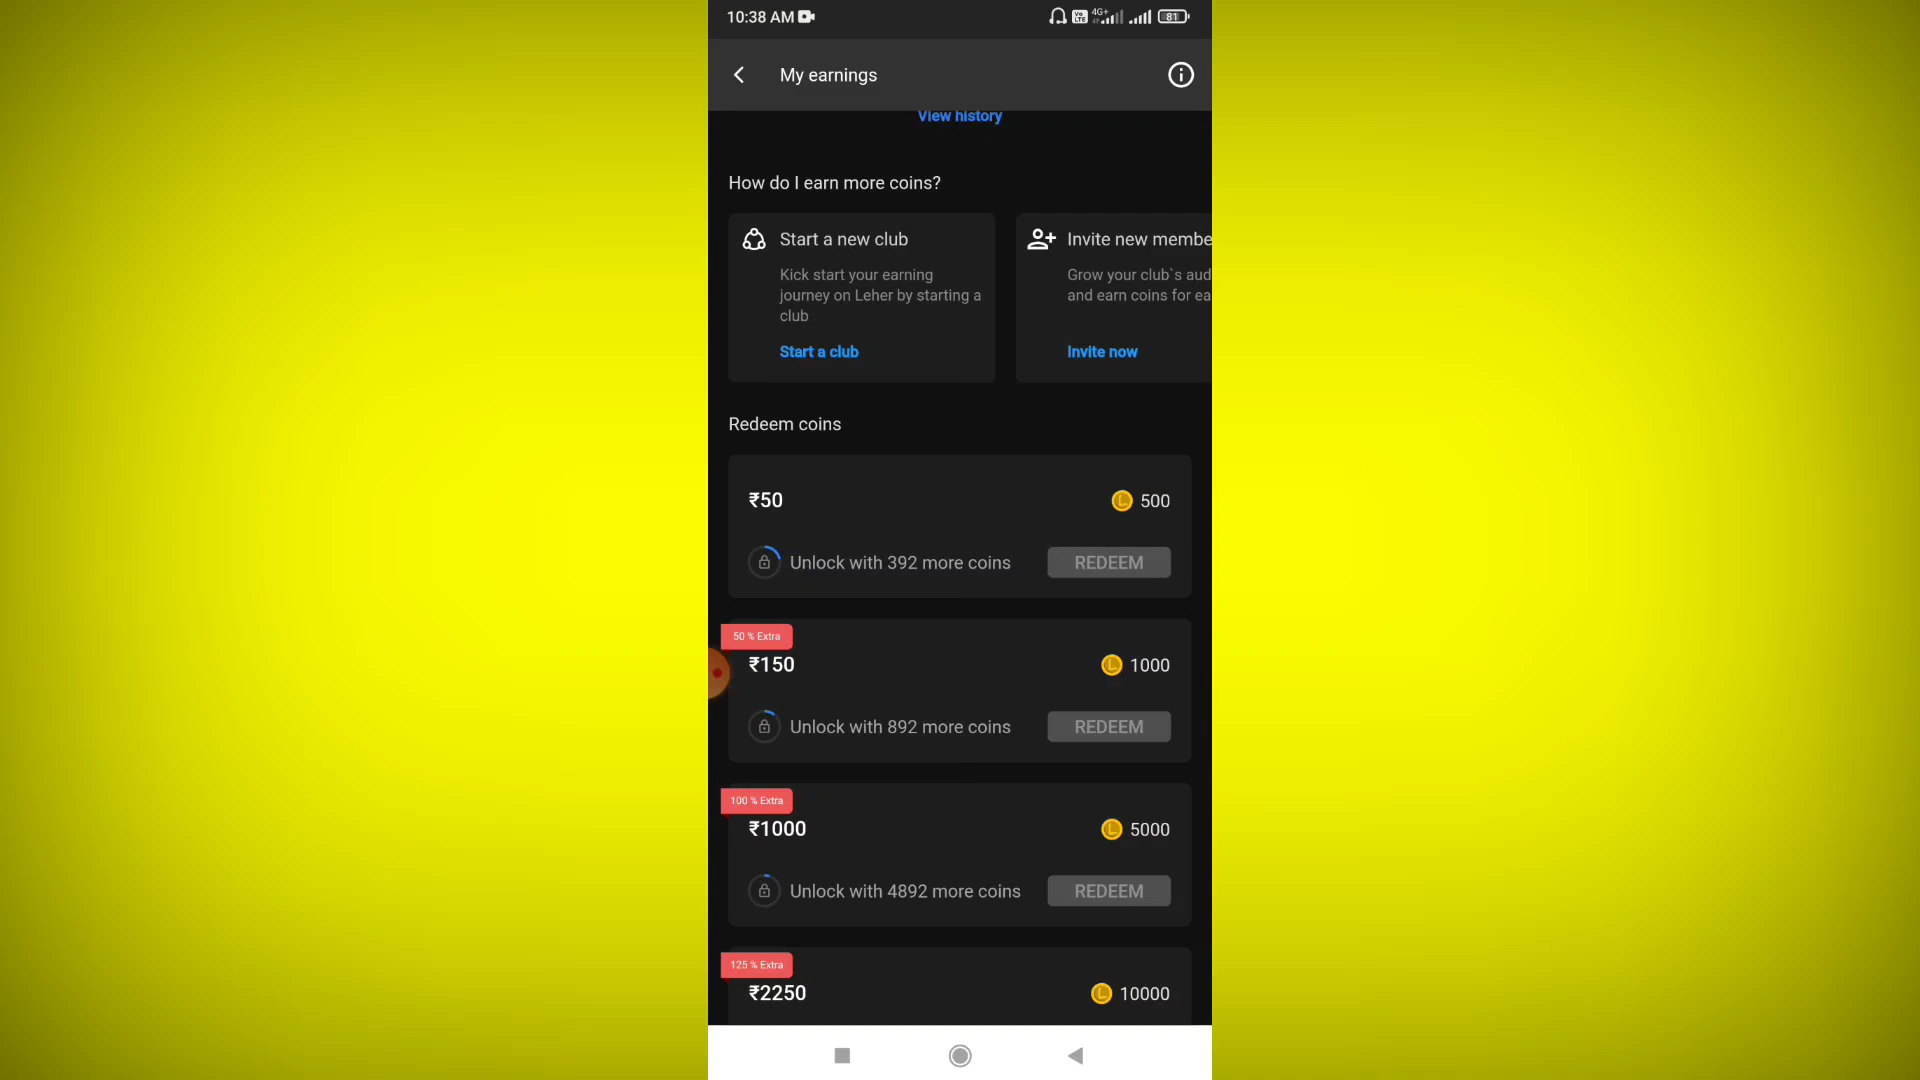 10:38 AM
4G+
81
My earnings
View history
How do I earn more coins?
Start a new club
Kick start your earning
journey on Leher by starting a
club
Start a club
Invite new membe
Grow your club`s aud
and earn coins for ea
Invite now
Redeem coins
₹50
500
Unlock with 392 more coins
REDEEM
50 % Extra
₹150
1000
Unlock with 892 more coins
REDEEM
100 % Extra
₹1000
5000
Unlock with 4892 more coins
REDEEM
125 % Extra
₹2250
10000